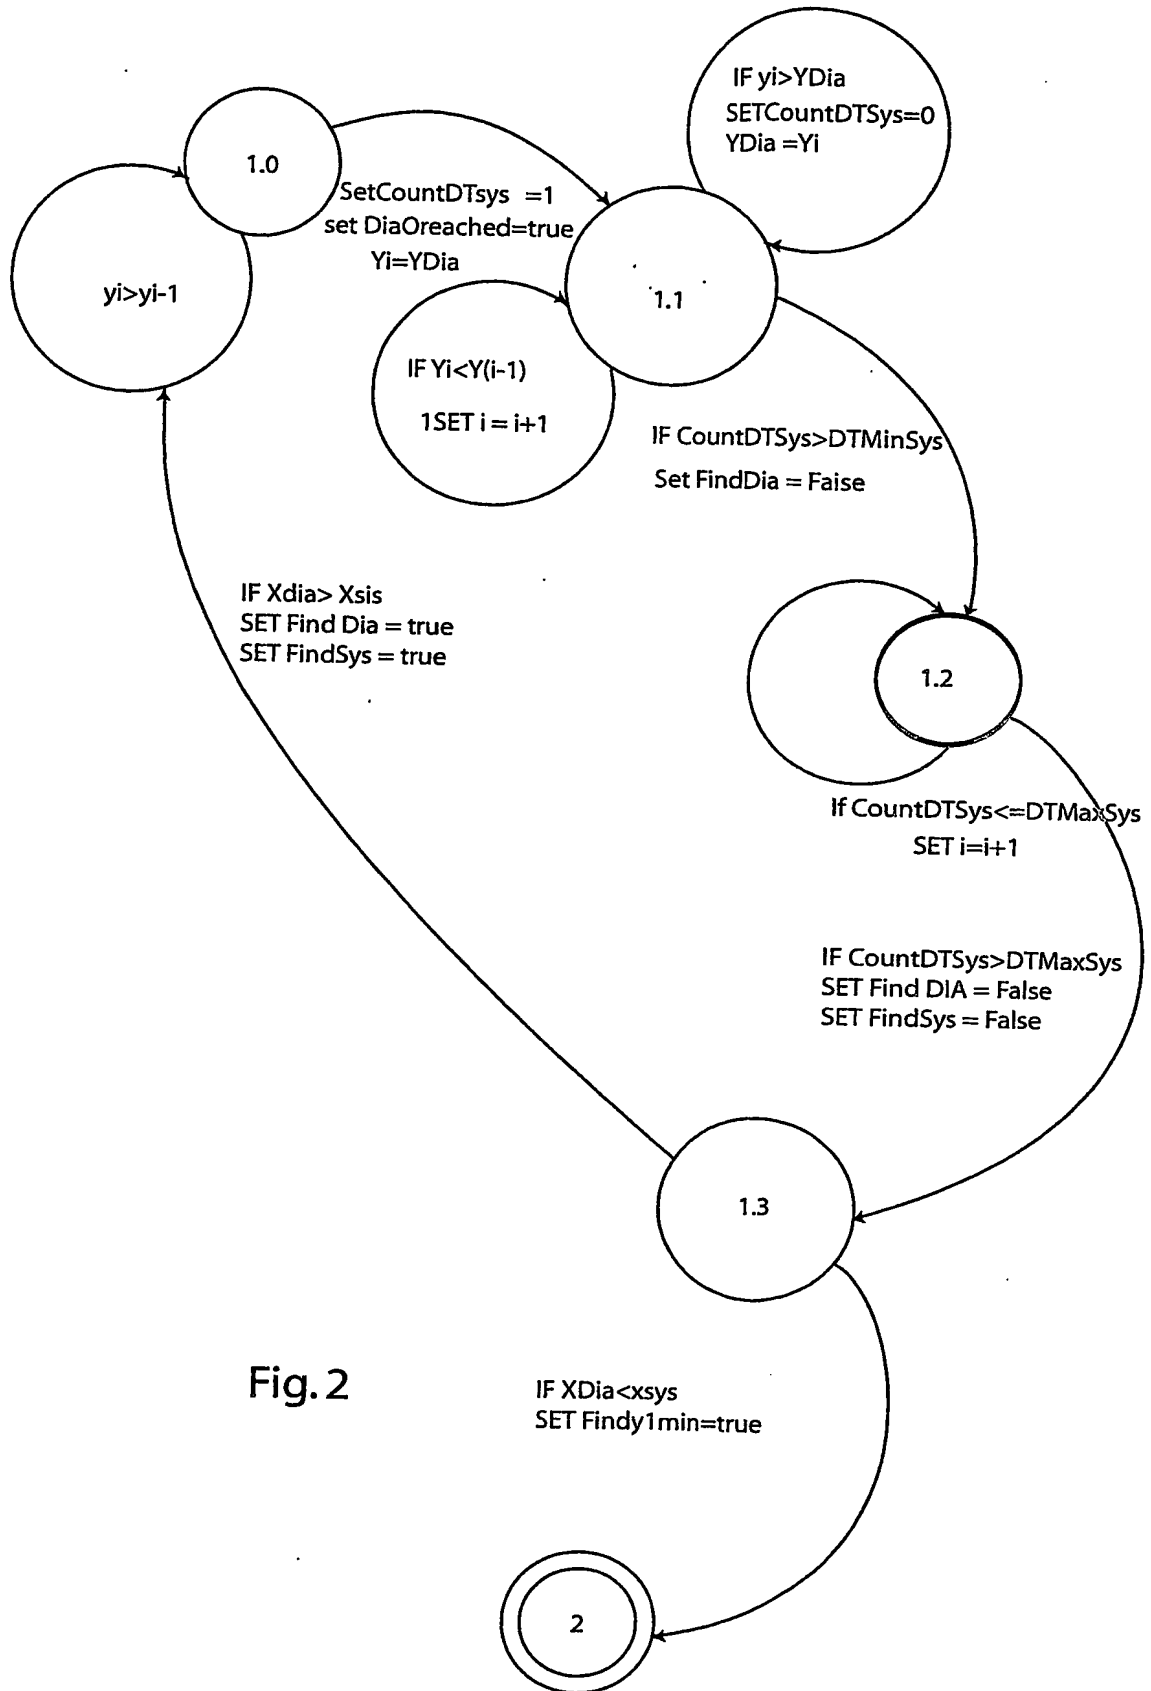 IF yi>YDia
SETCountDTSys=0
YDia =Yi
1.0
SetCountDTsys =1
set DiaOreached=true
Yi=YDia
yi>yi-1
1.1
IF Yi<Y(i-1)
1SET i = i+1
IF CountDTSys>DTMinSys
Set FindDia = Faise
IF Xdia> Xsis
SET Find Dia = true
SET FindSys = true
1.2
If CountDTSys<=DTMaxSys
SET i=i+1
IF CountDTSys>DTMaxSys
SET Find DIA = False
SET FindSys = False
1.3
Fig. 2
IF XDia<xsys
SET Findy1min=true
2